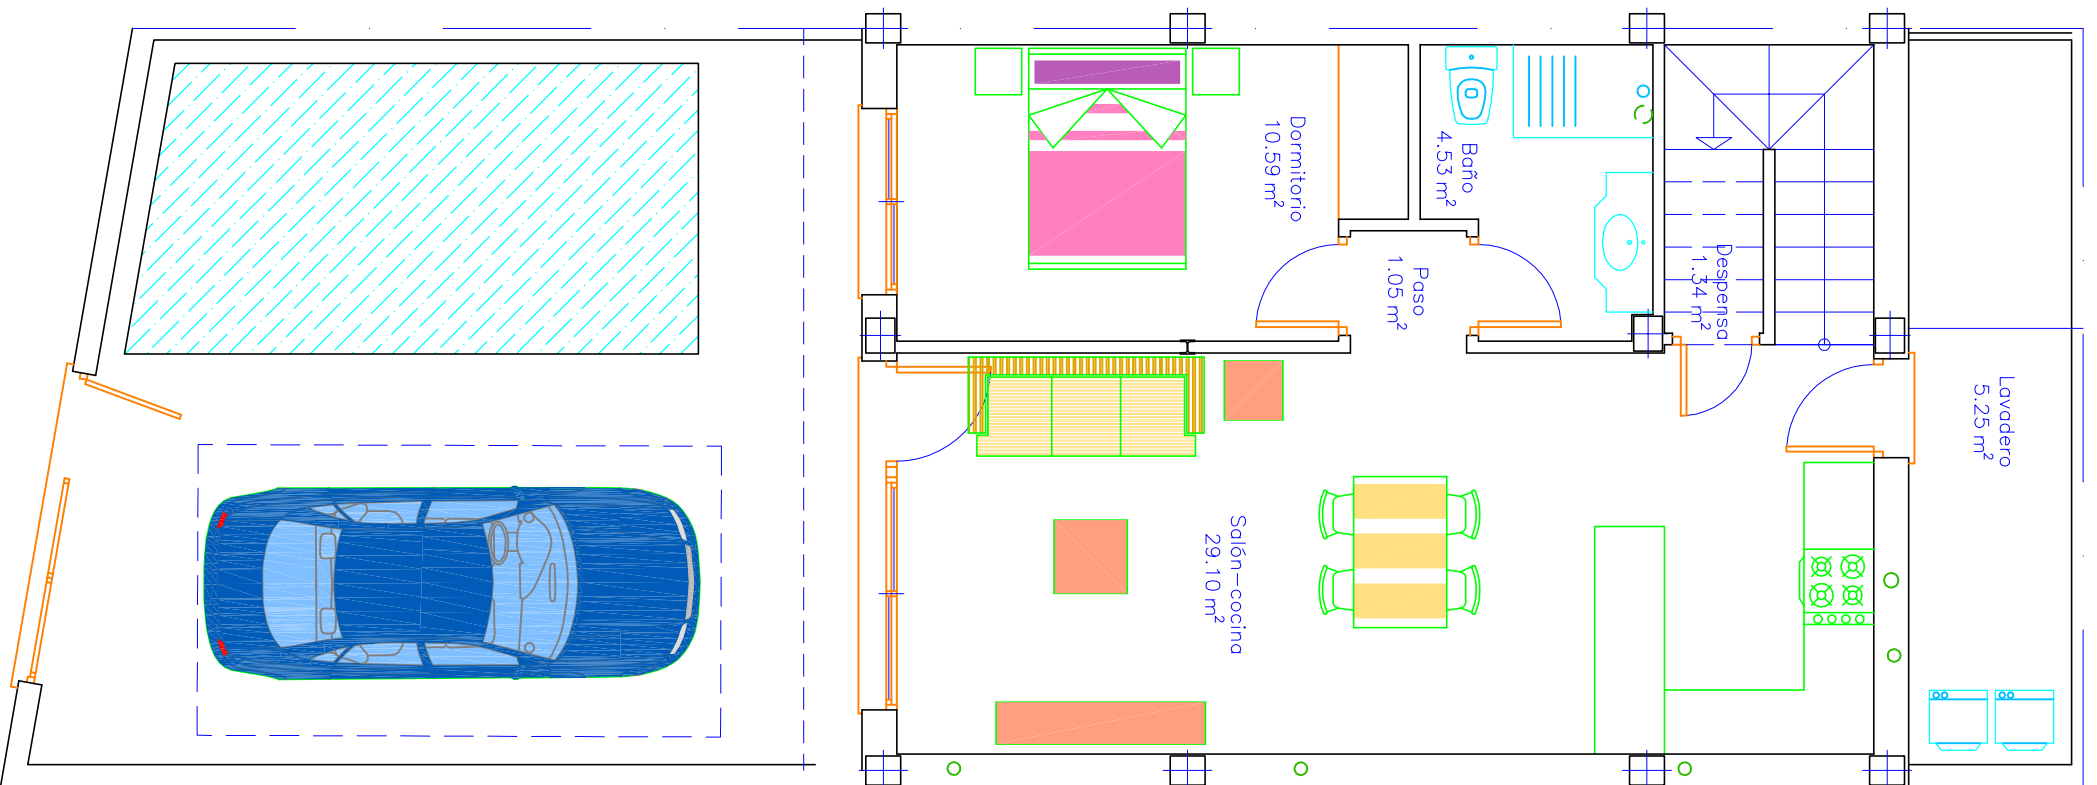 Dormitorio
10.59 m²
Baño
4.53 m²
Paso
1.05 m²
Despensa
1.34 m²
Lavadero
5.25 m²
Salón-cocina
29.10 m²